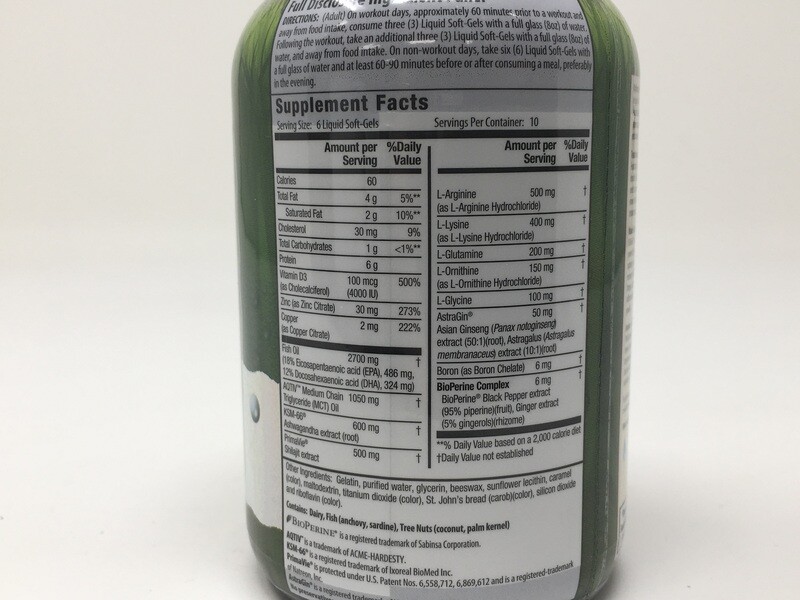 Full Disclosure
DIRECTIONS: (Adult) On workout days, approximately 60 minutes prior to a workout and
away from food intake, consume three (3) Liquid Soft-Gels with a full glass (8oz) of water.
Following the workout, take an additional three (3) Liquid Soft-Gels with a full glass (8oz) of
water, and away from food intake. On non-workout days, take six (6) Liquid Soft-Gels with
a full glass of water and at least 60-90 minutes before or after consuming a meal, preferably
in the evening.
Supplement Facts
Serving Size: 6 Liquid Soft-Gels Servings Per Container: 10
Amount per %Daily
Serving Value
Calories 60
Total Fat 4 g 5%**
Saturated Fat 2 g 10%**
Cholesterol 30 mg 9%
Total Carbohydrates 1 g <1%**
Protein 6 g
Vitamin D3 100 mcg 500%
(as Cholecalciferol) (4000 IU)
Zinc (as Zinc Citrate) 30 mg 273%
Copper 2 mg 222%
(as Copper Citrate)
Fish Oil 2700 mg †
(18% Eicosapentaenoic acid (EPA), 486 mg,
12% Docosahexaenoic acid (DHA), 324 mg)
AQTIV™ Medium Chain 1050 mg †
Triglyceride (MCT) Oil
KSM-66® 600 mg †
Ashwagandha extract (root)
PrimaVie® 500 mg †
Shilajit extract
Amount per %Daily
Serving Value
L-Arginine 500 mg †
(as L-Arginine Hydrochloride)
L-Lysine 400 mg †
(as L-Lysine Hydrochloride)
L-Glutamine 200 mg †
L-Ornithine 150 mg †
(as L-Ornithine Hydrochloride)
L-Glycine 100 mg †
AstraGin® 50 mg †
Asian Ginseng (Panax notoginseng)
extract (50:1)(root), Astragalus (Astragalus
membranaceus) extract (10:1)(root)
Boron (as Boron Chelate) 6 mg †
BioPerine Complex 6 mg †
BioPerine® Black Pepper extract
(95% piperine)(fruit), Ginger extract
(5% gingerols)(rhizome)
**% Daily Value based on a 2,000 calorie diet
†Daily Value not established
Other Ingredients: Gelatin, purified water, glycerin, beeswax, sunflower lecithin, caramel
(color), maltodextrin, titanium dioxide (color), St. John's bread (carob)(color), silicon dioxide
and riboflavin (color).
Contains: Dairy, Fish (anchovy, sardine), Tree Nuts (coconut, palm kernel)
BIOPERINE® is a registered trademark of Sabinsa Corporation.
AQTIV™ is a trademark of ACME-HARDESTY.
KSM-66® is a registered trademark of Ixoreal BioMed Inc.
PrimaVie® is protected under U.S. Patent Nos. 6,558,712, 6,869,612 and is a registered trademark
of Natreon, Inc.
AstraGin® is a registered